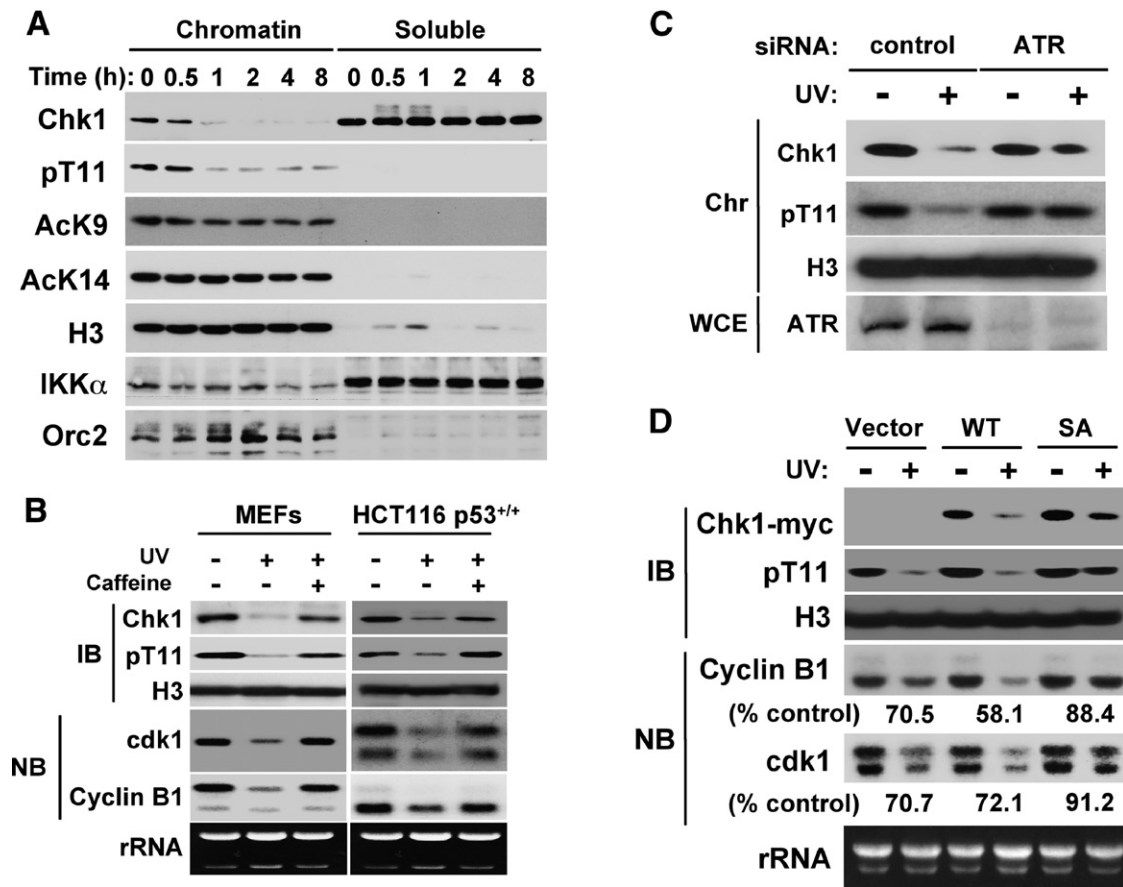 A
Chromatin Soluble
Time (h): 0 0.5 1 2 4 8 0 0.5 1 2 4 8
Chk1
pT11
AcK9
AcK14
H3
IKKα
Orc2
B
MEFs HCT116 p53+/+
UV - + + - + +
Caffeine - - + - - +
IB
Chk1
pT11
H3
NB
cdk1
Cyclin B1
rRNA
C
siRNA: control ATR
UV: - + - +
Chr
Chk1
pT11
H3
WCE ATR
D
Vector WT SA
UV: - + - + - +
IB
Chk1-myc
pT11
H3
NB
Cyclin B1
(% control) 70.5 58.1 88.4
cdk1
(% control) 70.7 72.1 91.2
rRNA